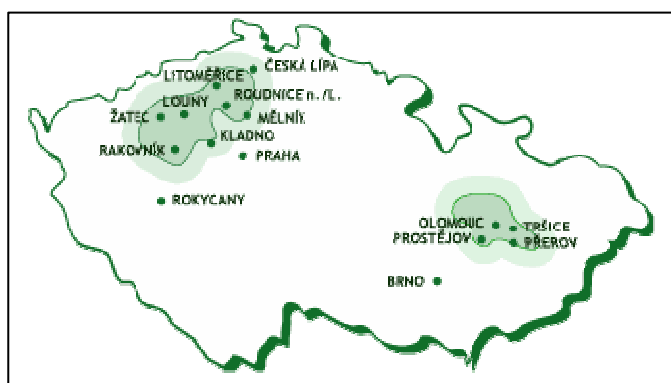 ČESKÁ LÍPA
LITOMĚŘICE
ROUDNICE n./L.
LOUNY
ŽATEC
MĚLNÍK
KLADNO
RAKOVNÍK
PRAHA
ROKYCANY
OLOMOUC
TRŠICE
PROSTĚJOV
PŘEROV
BRNO